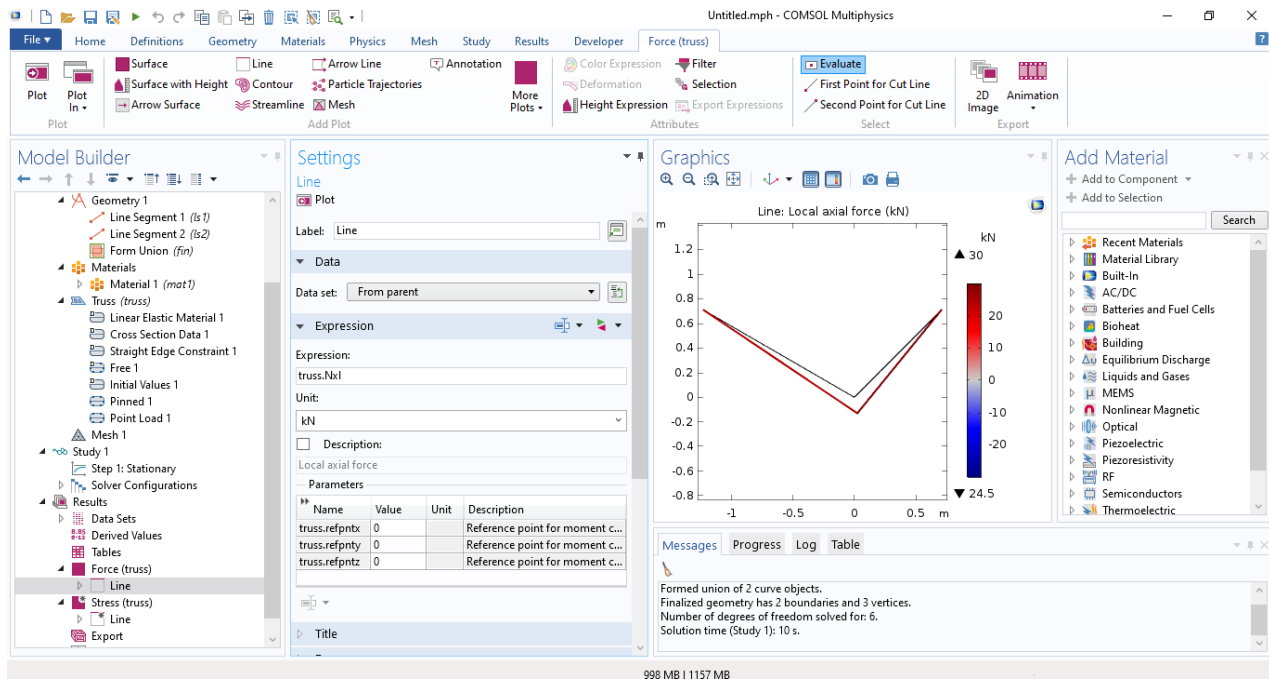 Untitled.mph - COMSOL Multiphysics
File Home Definitions Geometry Materials Physics Mesh Study Results Developer Force (truss)
Surface Line Arrow Line Annotation Color Expression Filter Evaluate
Surface with Height Contour Particle Trajectories Deformation Selection First Point for Cut Line
Arrow Surface Streamline Mesh Height Expression Export Expressions Second Point for Cut Line
Plot Plot In More Plots 2D Image Animation
Plot Add Plot Attributes Select Export
Model Builder
Geometry 1
Line Segment 1 (ls1)
Line Segment 2 (ls2)
Form Union (fin)
Materials
Material 1 (mat1)
Truss (truss)
Linear Elastic Material 1
Cross Section Data 1
Straight Edge Constraint 1
Free 1
Initial Values 1
Pinned 1
Point Load 1
Mesh 1
Study 1
Step 1: Stationary
Solver Configurations
Results
Data Sets
8.85
e-12
Derived Values
Tables
Force (truss)
Line
Stress (truss)
Line
Export
Settings
Line
Plot
Label: Line
Data
Data set: From parent
Expression
Expression:
truss.Nxl
Unit:
kN
Description:
Local axial force
Parameters
Name Value Unit Description
truss.refpntx 0 Reference point for moment c...
truss.refpnty 0 Reference point for moment c...
truss.refpntz 0 Reference point for moment c...
Title
Graphics
Line: Local axial force (kN)
m
kN
30
1.2
1
0.8
0.6
0.4
0.2
0
-0.2
-0.4
-0.6
-0.8
20
10
0
-10
-20
24.5
-1 -0.5 0 0.5 m
Messages Progress Log Table
Formed union of 2 curve objects.
Finalized geometry has 2 boundaries and 3 vertices.
Number of degrees of freedom solved for: 6.
Solution time (Study 1): 10 s.
Add Material
Add to Component
Add to Selection
Search
Recent Materials
Material Library
Built-In
AC/DC
Batteries and Fuel Cells
Bioheat
Building
Equilibrium Discharge
Liquids and Gases
MEMS
Nonlinear Magnetic
Optical
Piezoelectric
Piezoresistivity
RF
Semiconductors
Thermoelectric
998 MB | 1157 MB